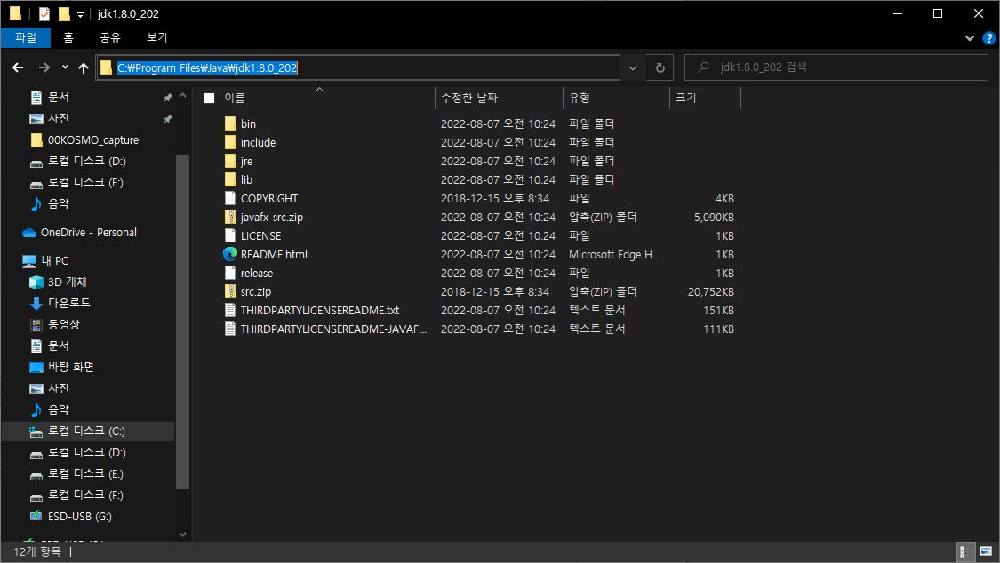 jdk1.8.0_202
파일 홈 공유 보기
C:₩Program Files₩Java₩jdk1.8.0_202
jdk1.8.0_202 검색
문서
사진
00KOSMO_capture
로컬 디스크 (D:)
로컬 디스크 (E:)
음악
OneDrive - Personal
내 PC
3D 개체
다운로드
동영상
문서
바탕 화면
사진
음악
로컬 디스크 (C:)
로컬 디스크 (D:)
로컬 디스크 (E:)
로컬 디스크 (F:)
ESD-USB (G:)
이름 수정한 날짜 유형 크기
bin 2022-08-07 오전 10:24 파일 폴더
include 2022-08-07 오전 10:24 파일 폴더
jre 2022-08-07 오전 10:24 파일 폴더
lib 2022-08-07 오전 10:24 파일 폴더
COPYRIGHT 2018-12-15 오후 8:34 파일 4KB
javafx-src.zip 2022-08-07 오전 10:24 압축(ZIP) 폴더 5,090KB
LICENSE 2022-08-07 오전 10:24 파일 1KB
README.html 2022-08-07 오전 10:24 Microsoft Edge H... 1KB
release 2022-08-07 오전 10:24 파일 1KB
src.zip 2018-12-15 오후 8:34 압축(ZIP) 폴더 20,752KB
THIRDPARTYLICENSEREADME.txt 2022-08-07 오전 10:24 텍스트 문서 151KB
THIRDPARTYLICENSEREADME-JAVAF... 2022-08-07 오전 10:24 텍스트 문서 111KB
12개 항목